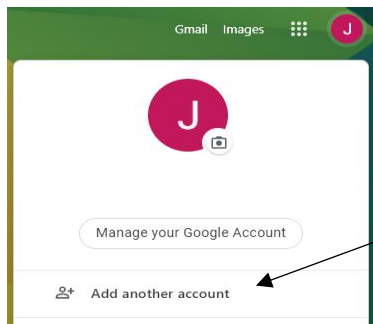 Gmail Images J
J
Manage your Google Account
Add another account